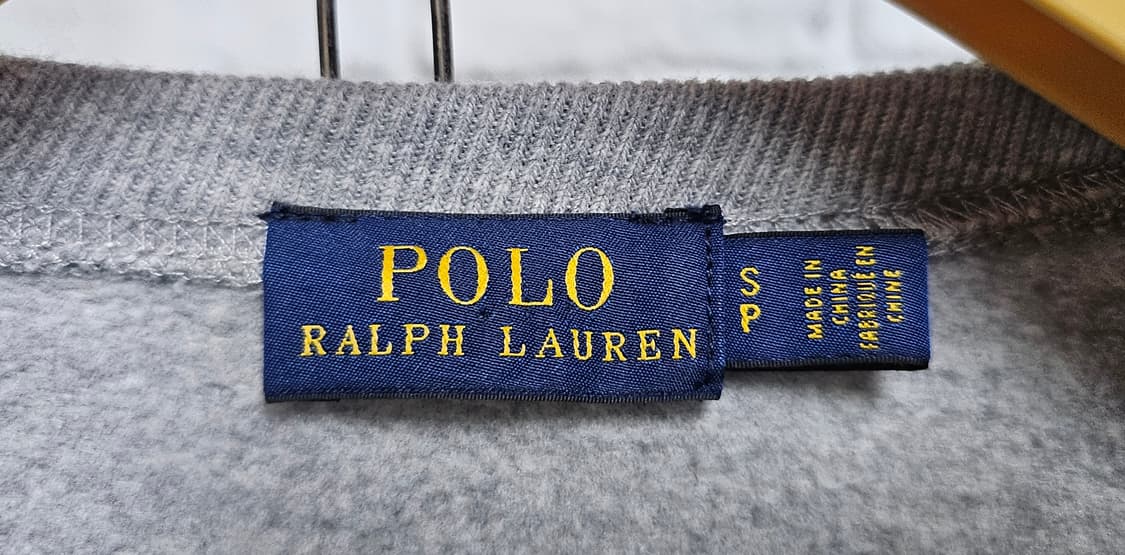 POLO
RALPH LAUREN
S
P
MADE IN
CHINA
FABRIQUÉ EN
CHINE